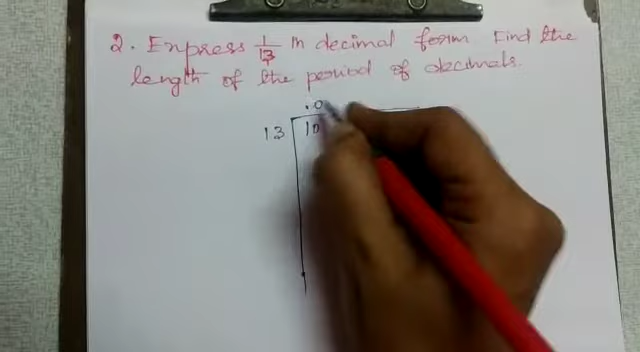 2. Express 1/13 in decimal form Find the
length of the period of decimals.
.0
13 10